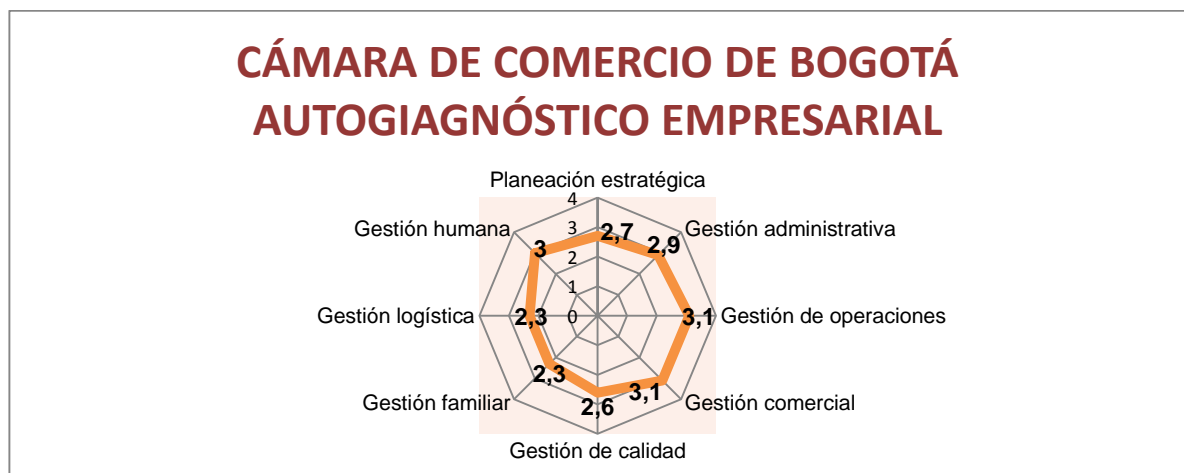 CÁMARA DE COMERCIO DE BOGOTÁ
AUTOGIAGNÓSTICO EMPRESARIAL
Planeación estratégica
4
Gestión humana
Gestión administrativa
3
3
2,7
2,9
2
1
Gestión logística
2,3
0
3,1
Gestión de operaciones
2,3
3,1
Gestión familiar
2,6
Gestión comercial
Gestión de calidad